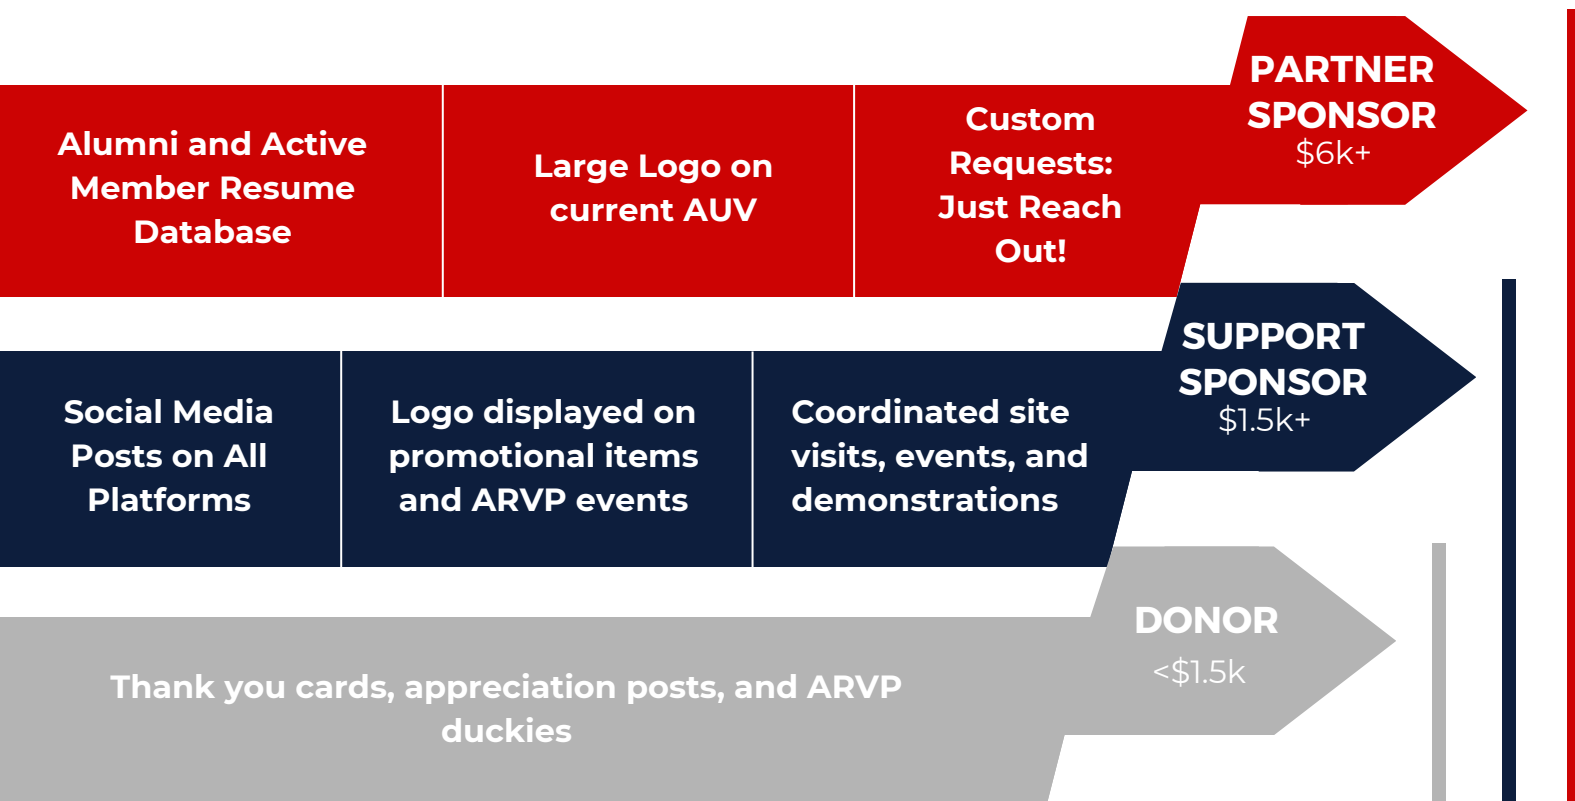 PARTNER
SPONSOR
$6k+
Alumni and Active
Member Resume
Database
Large Logo on
current AUV
Custom
Requests:
Just Reach
Out!
SUPPORT
SPONSOR
$1.5k+
Social Media
Posts on All
Platforms
Logo displayed on
promotional items
and ARVP events
Coordinated site
visits, events, and
demonstrations
DONOR
<$1.5k
Thank you cards, appreciation posts, and ARVP
duckies